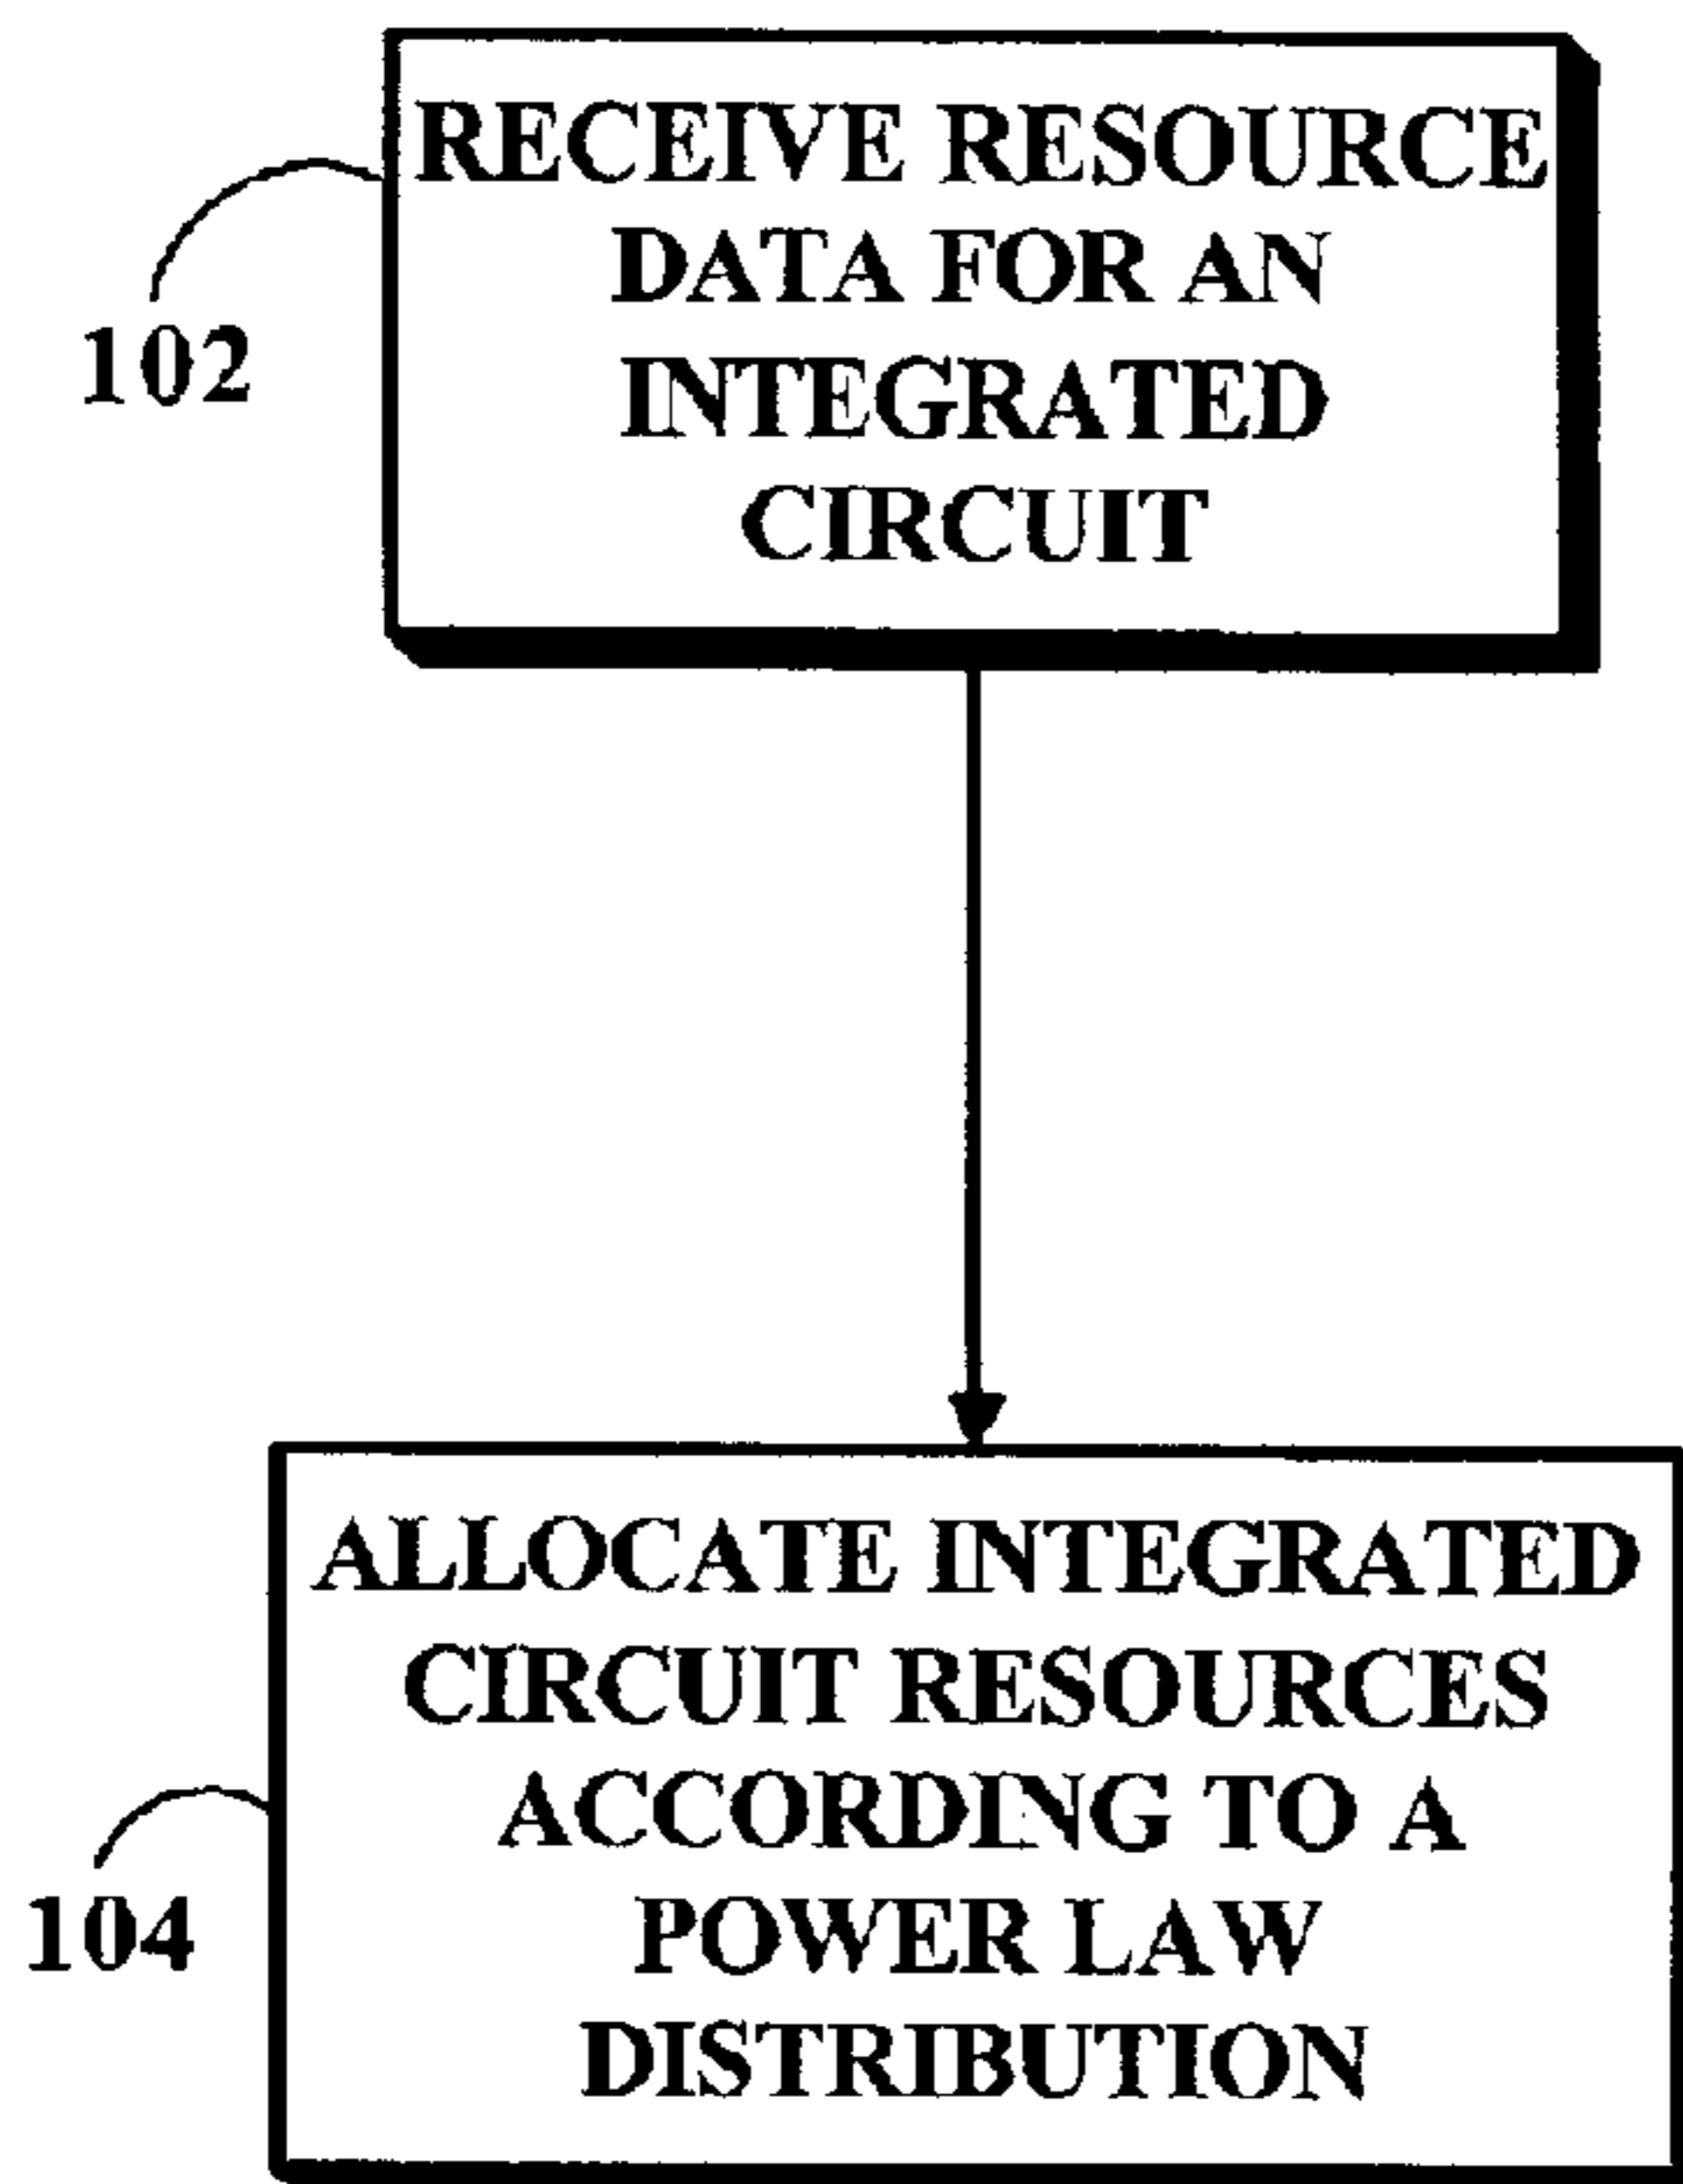 RECEIVE RESOURCE
DATA FOR AN
INTEGRATED
CIRCUIT
102
ALLOCATE INTEGRATED
CIRCUIT RESOURCES
ACCORDING TO A
POWER LAW
DISTRIBUTION
104